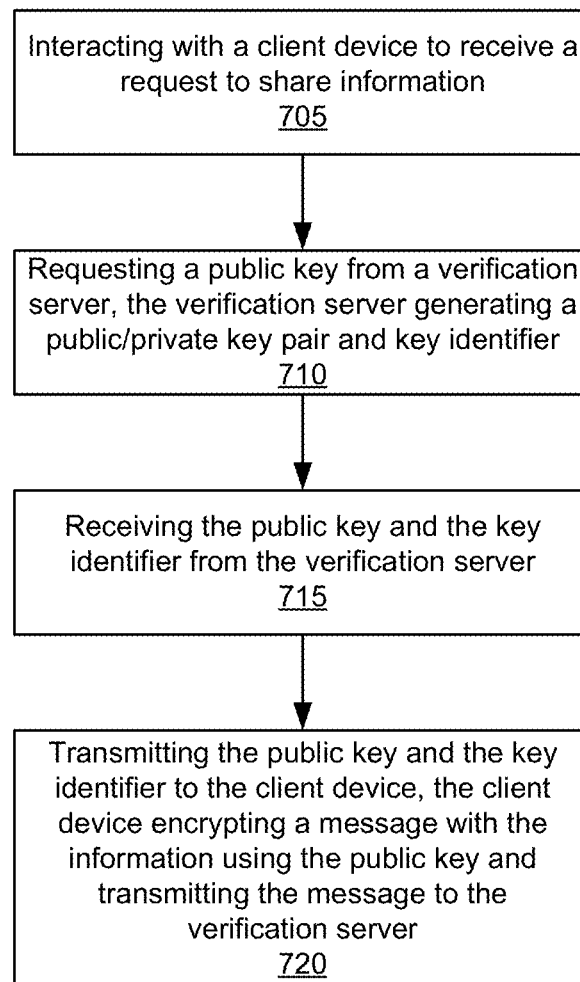 Interacting with a client device to receive a
request to share information
705
Requesting a public key from a verification
server, the verification server generating a
public/private key pair and key identifier
710
Receiving the public key and the key
identifier from the verification server
715
Transmitting the public key and the key
identifier to the client device, the client
device encrypting a message with the
information using the public key and
transmitting the message to the
verification server
720